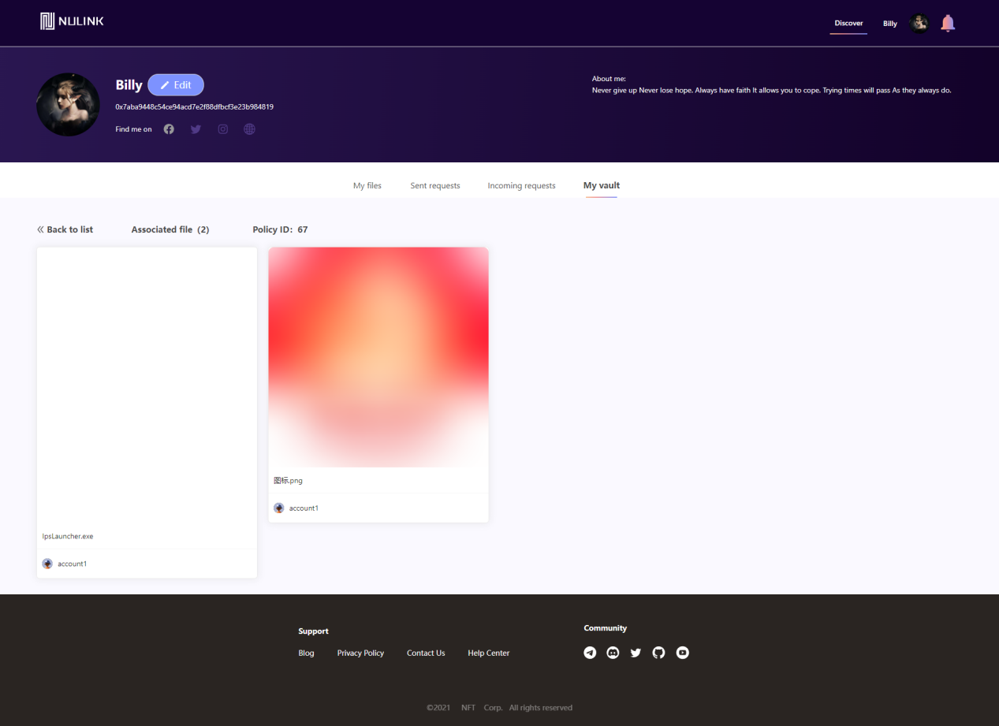 NULINK
Discover
Billy
Billy
Edit
0x7aba9448c54ce94acd7e2f88dfbcf3e23b984819
Find me on
About me:
Never give up Never lose hope. Always have faith It allows you to cope. Trying times will pass As they always do.
My files
Sent requests
Incoming requests
My vault
Back to list
Associated file (2)
Policy ID: 67
IpsLauncher.exe
account1
图标.png
account1
Support
Blog
Privacy Policy
Contact Us
Help Center
Community
©2021 NFT Corp. All rights reserved